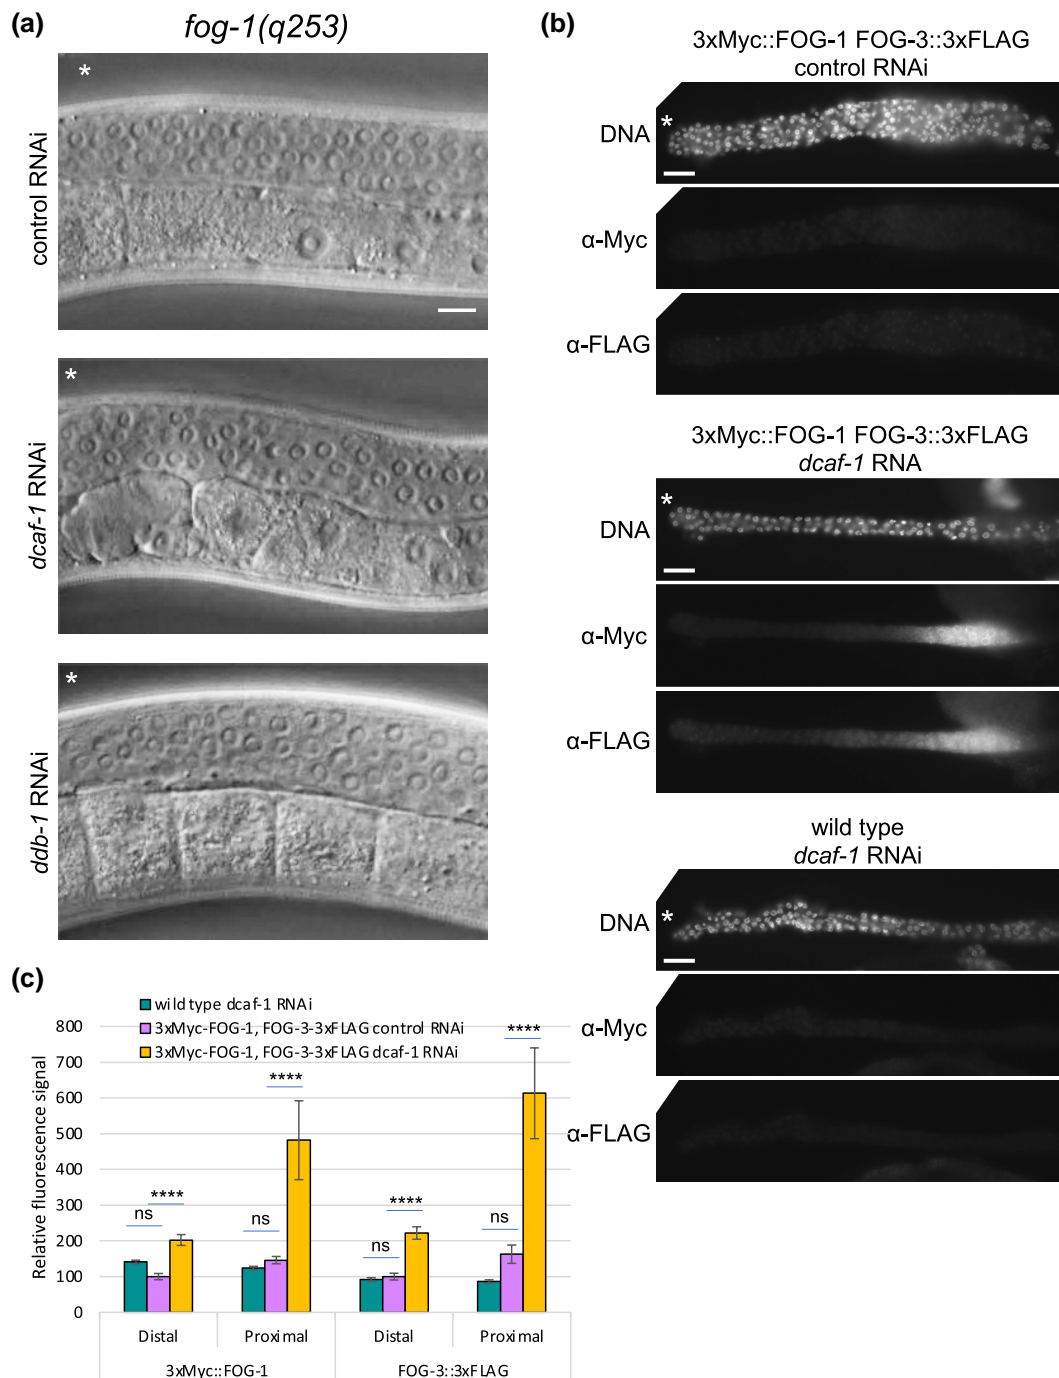 (a)
fog-1(q253)
*
control RNAi
*
dcaf-1 RNAi
*
ddb-1 RNAi
(b)
3xMyc::FOG-1 FOG-3::3xFLAG
control RNAi
*
DNA
α-Myc
α-FLAG
3xMyc::FOG-1 FOG-3::3xFLAG
dcaf-1 RNA
*
DNA
α-Myc
α-FLAG
wild type
dcaf-1 RNAi
*
DNA
α-Myc
α-FLAG
(c)
wild type dcaf-1 RNAi
3xMyc-FOG-1, FOG-3-3xFLAG control RNAi
3xMyc-FOG-1, FOG-3-3xFLAG dcaf-1 RNAi
Relative fluorescence signal
800
700
600
500
400
300
200
100
0
ns
****
ns
****
ns
****
ns
****
Distal
Proximal
Distal
Proximal
3xMyc::FOG-1
FOG-3::3xFLAG